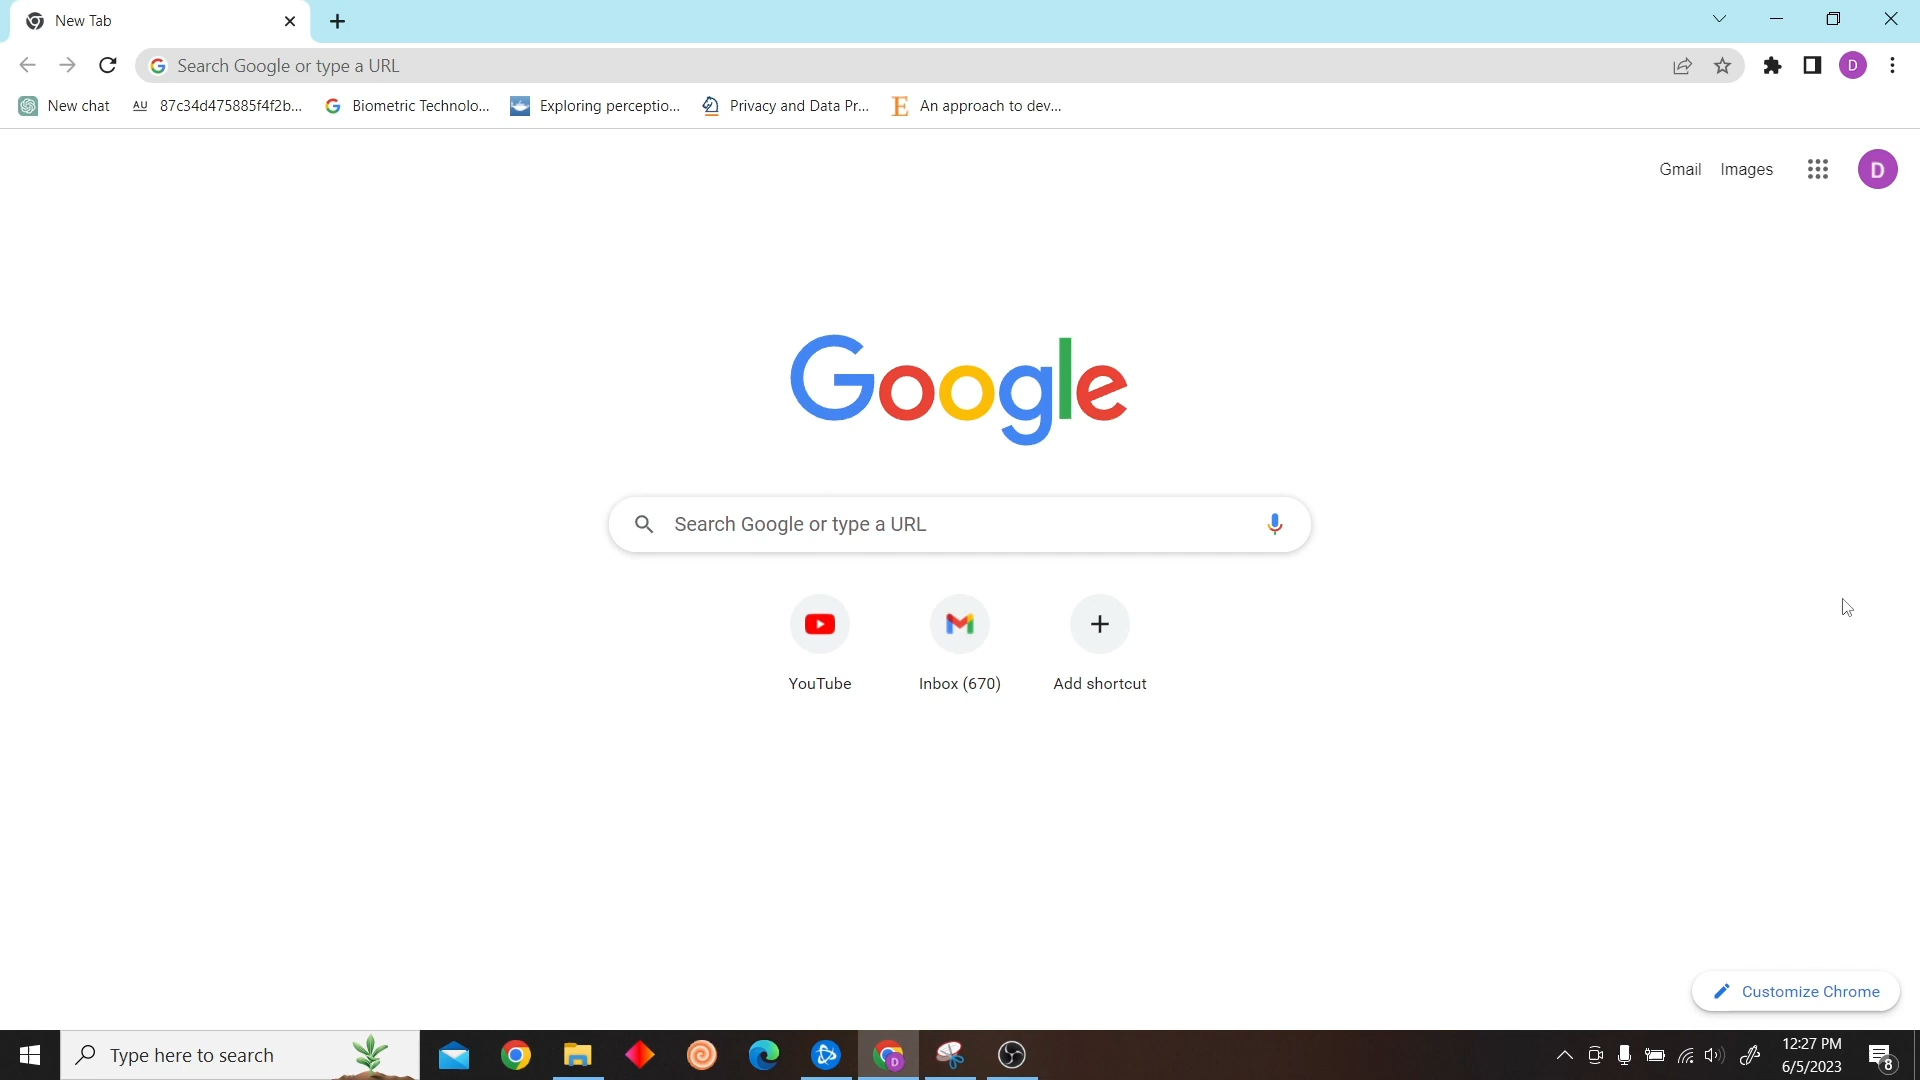 New Tab
Search Google or type a URL
New chat
AU 87c34d475885f4f2b...
Biometric Technolo...
Exploring perceptio...
Privacy and Data Pr...
E An approach to dev...
Gmail Images
D
D
Google
Search Google or type a URL
YouTube
Inbox (670)
Add shortcut
Customize Chrome
Type here to search
D
12:27 PM
6/5/2023
8